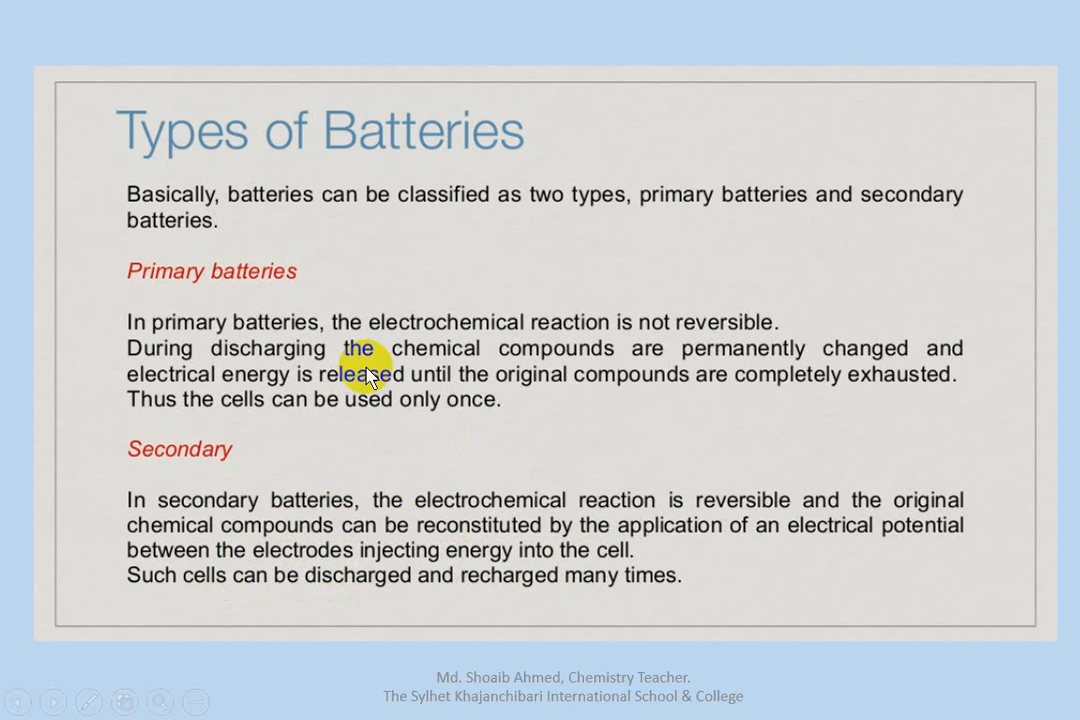 Types of Batteries
Basically, batteries can be classified as two types, primary batteries and secondary
batteries.
Primary batteries
In primary batteries, the electrochemical reaction is not reversible.
During discharging the chemical compounds are permanently changed and
electrical energy is released until the original compounds are completely exhausted.
Thus the cells can be used only once.
Secondary
In secondary batteries, the electrochemical reaction is reversible and the original
chemical compounds can be reconstituted by the application of an electrical potential
between the electrodes injecting energy into the cell.
Such cells can be discharged and recharged many times.
Md. Shoaib Ahmed, Chemistry Teacher.
The Sylhet Khajanchibari International School & College